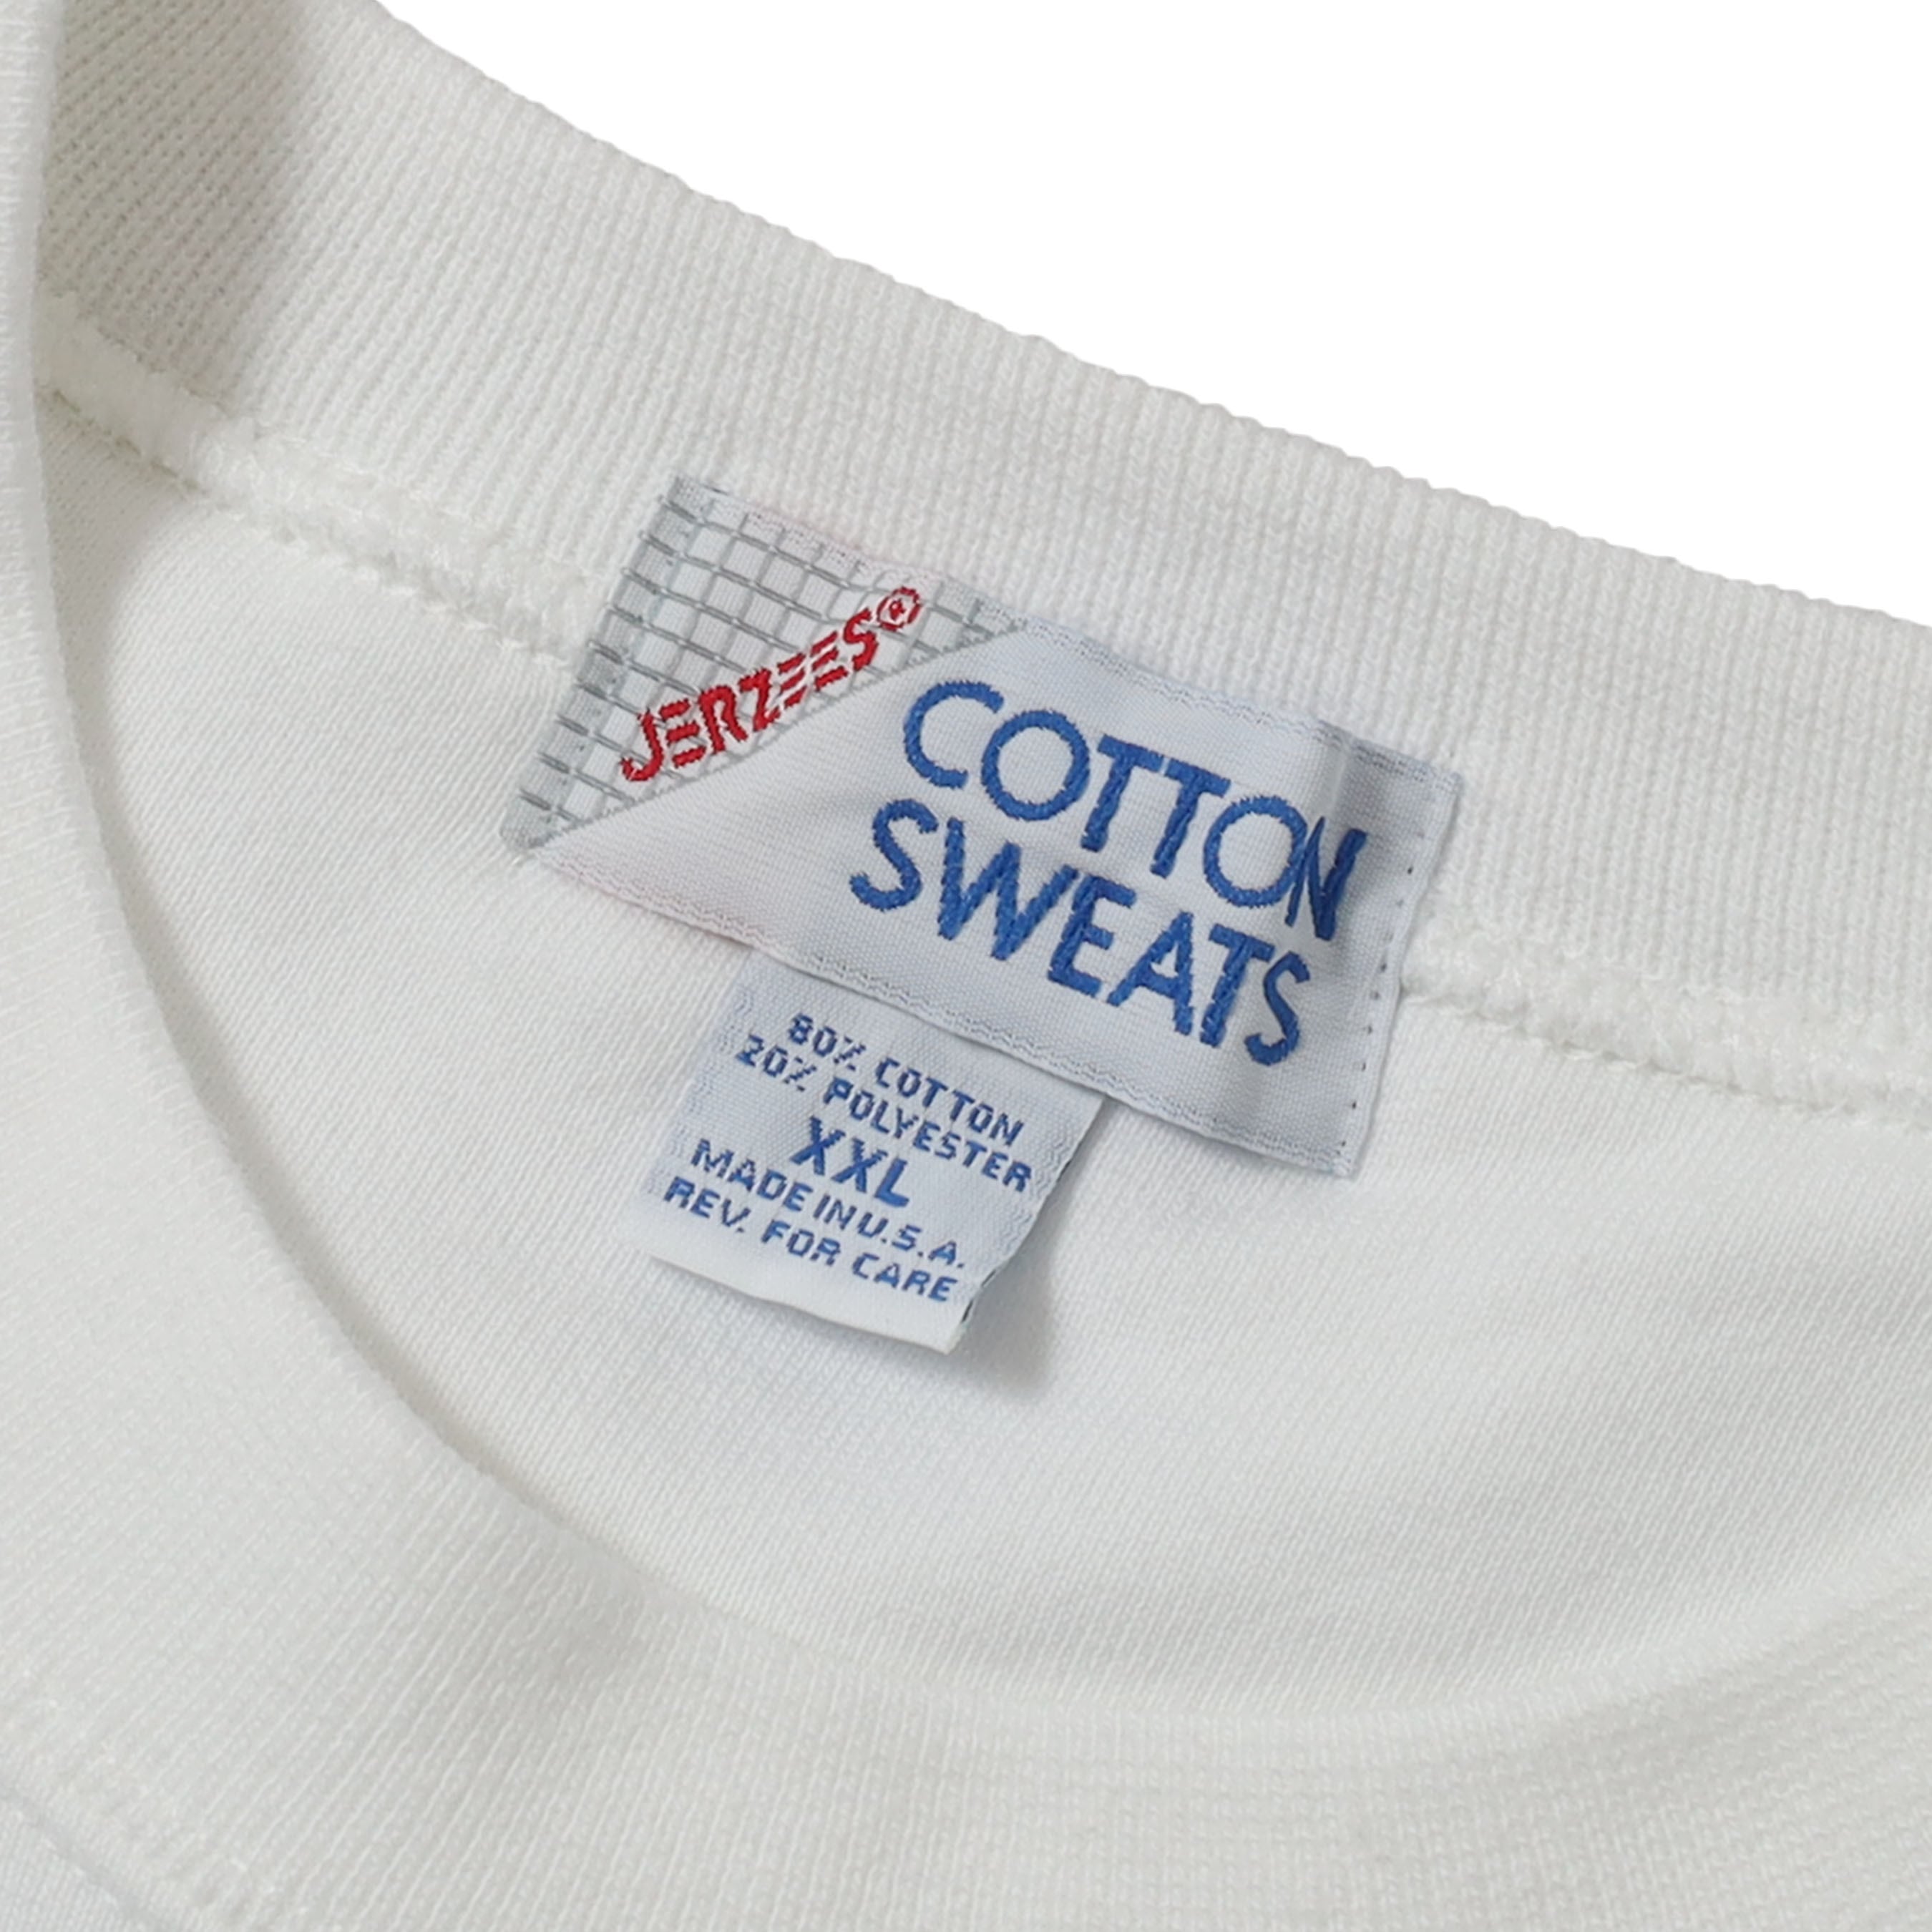 JERZEES®
COTTON
SWEATS
80% COTTON
20% POLYESTER
XXL
MADE IN U.S.A.
REV. FOR CARE